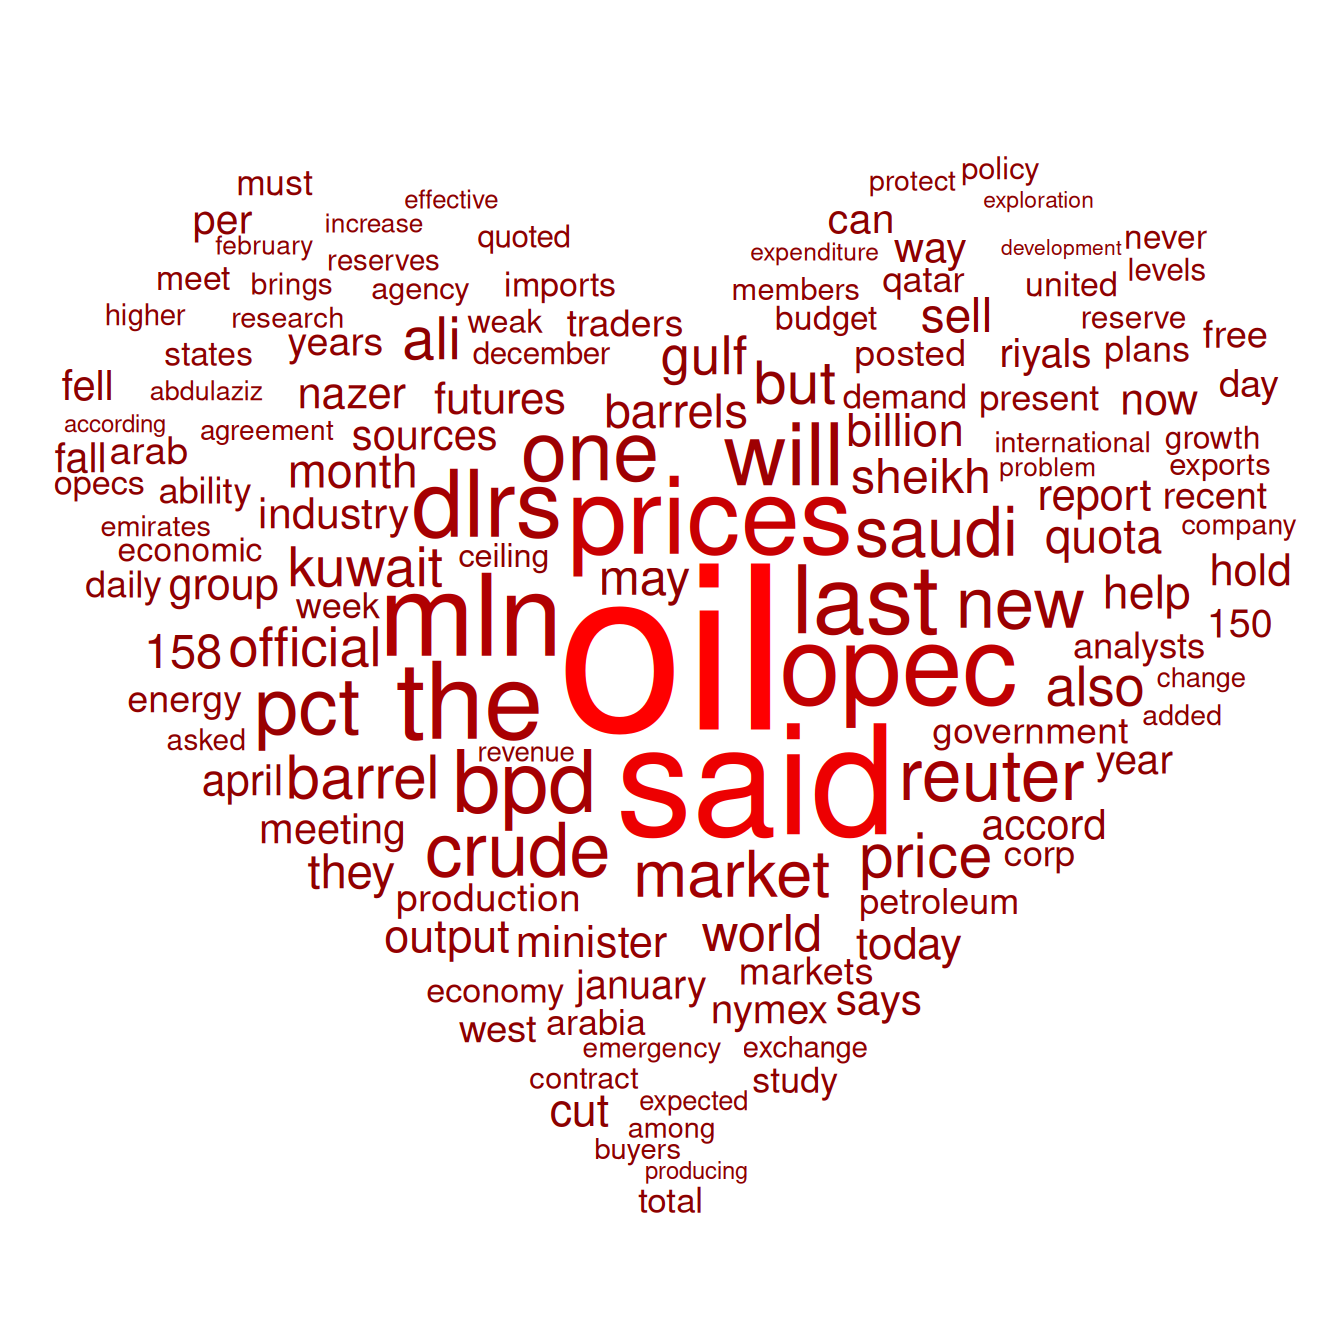 must
effective
protect
policy
exploration
per
increase
quoted
can
february
reserves
expenditure
way
development
never
meet
brings
agency
imports
members
qatar
united
levels
higher
research
years
ali
weak
traders
budget
sell
reserve
free
states
december
gulf
posted
riyals
plans
fell
abdulaziz
nazer
futures
barrels
but
demand
present
now
day
according
agreement
sources
one
will
billion
international
growth
fall
arab
month
sheikh
problem
exports
opecs
ability
industry
dlrs
prices
saudi
report
recent
emirates
economic
kuwait
ceiling
quota
company
daily
group
week
mln
may
oil
last
new
help
hold
158
official
150
analysts
energy
pct
the
opec
also
change
asked
revenue
said
government
added
april
barrel
bpd
reuter
year
meeting
crude
accord
they
market
price
corp
production
petroleum
output
minister
world
today
economy
january
markets
west
arabia
nymex
says
emergency
exchange
contract
study
cut
expected
among
buyers
producing
total